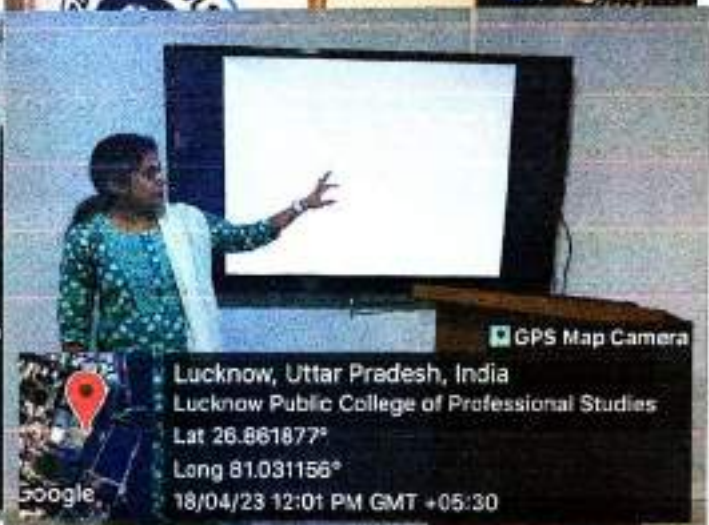 GPS Map Camera
Lucknow, Uttar Pradesh, India
Lucknow Public College of Professional Studies
Lat 26.861877°
Long 81.031156°
18/04/23 12:01 PM GMT +05:30
Google